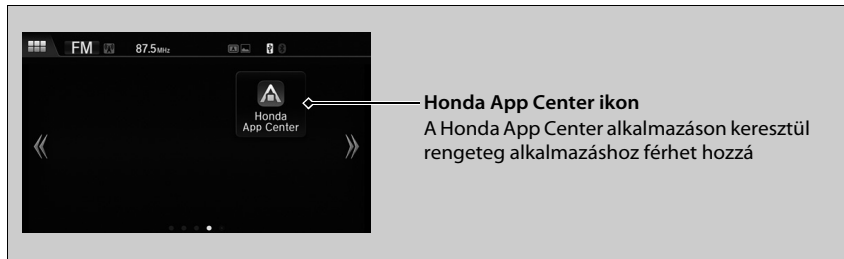 FM 87.5MHz
Honda
App Center
Honda App Center ikon
A Honda App Center alkalmazáson keresztül
rengeteg alkalmazáshoz férhet hozzá